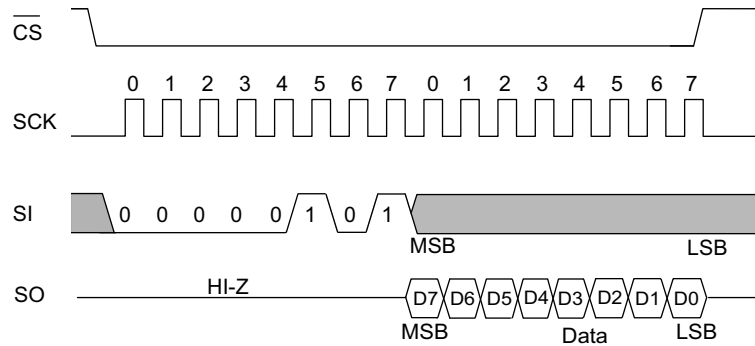 CS
0 1 2 3 4 5 6 7 0 1 2 3 4 5 6 7
SCK
SI 0 0 0 0 0 1 0 1
MSB LSB
HI-Z
SO D7 D6 D5 D4 D3 D2 D1 D0
MSB Data LSB